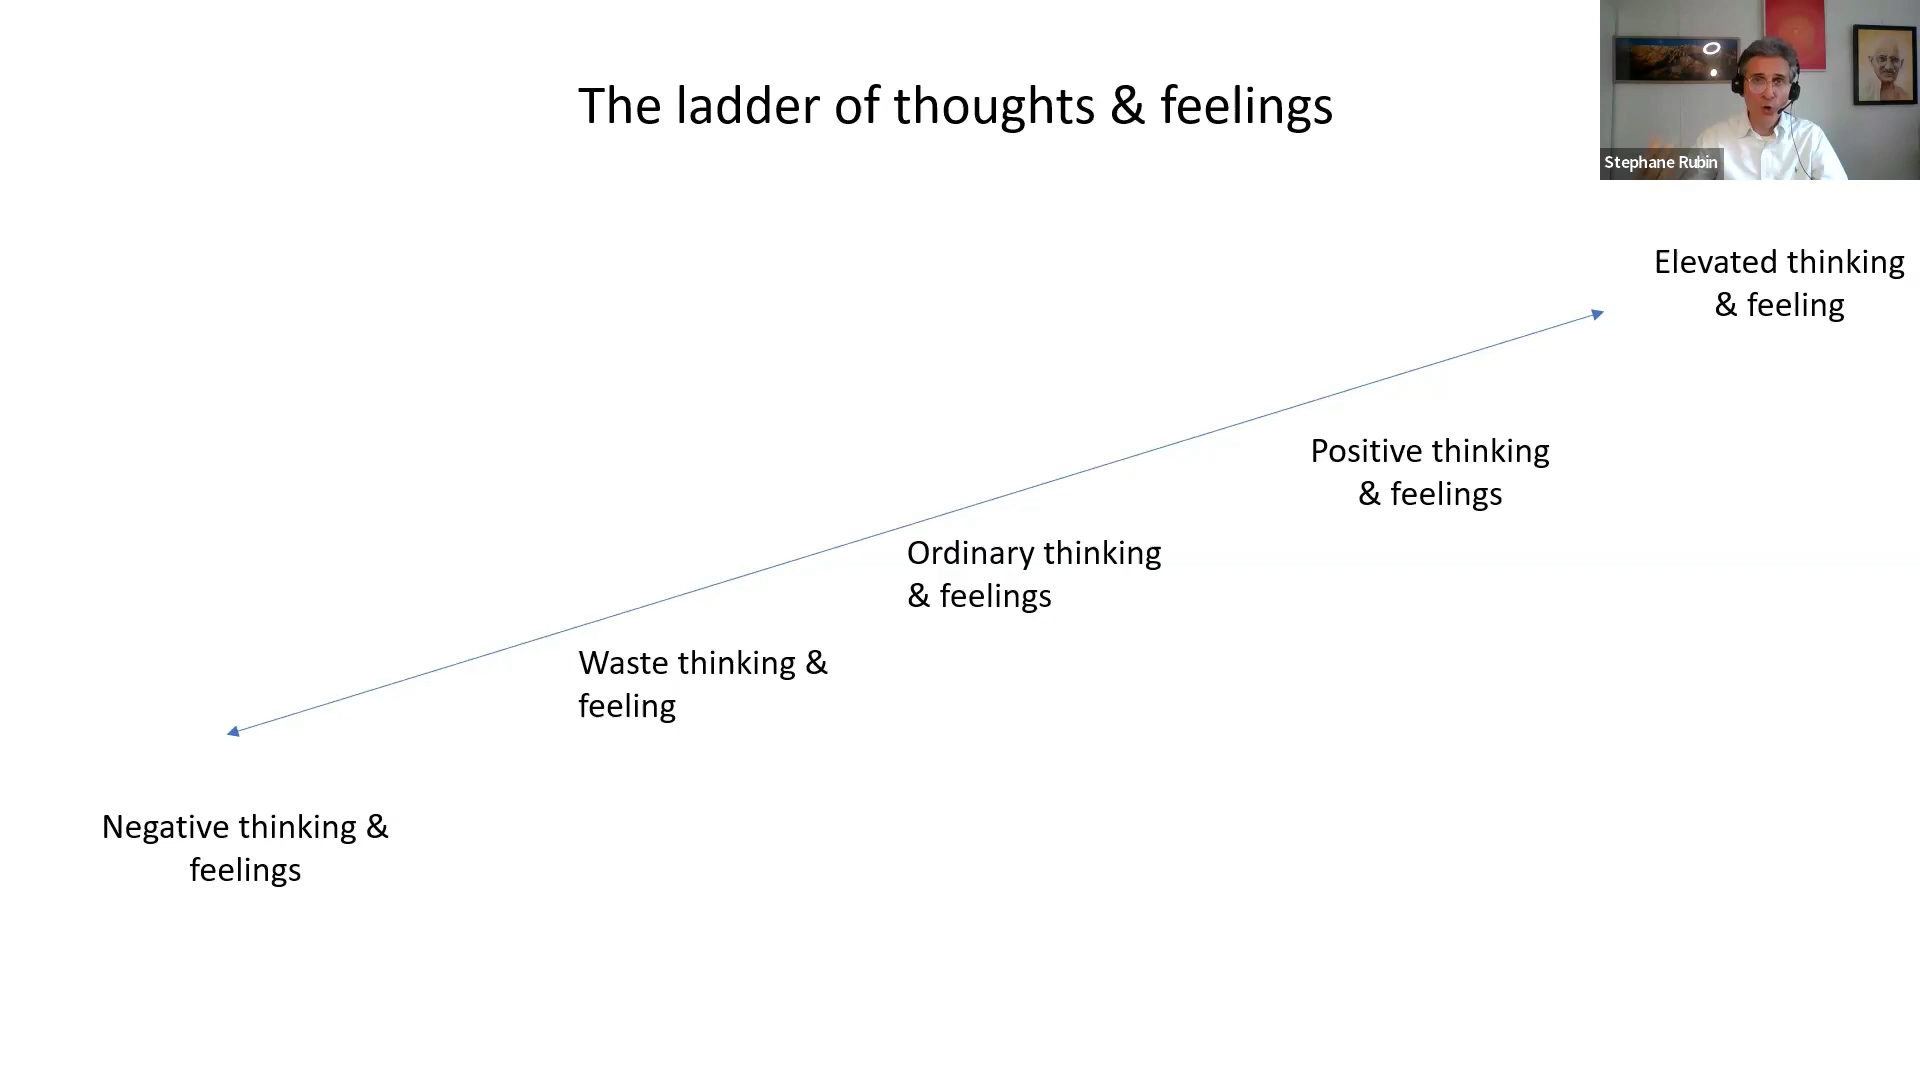 The ladder of thoughts & feelings
Stephane Rubin
Elevated thinking
& feeling
Positive thinking
& feelings
Ordinary thinking
& feelings
Waste thinking &
feeling
Negative thinking &
feelings